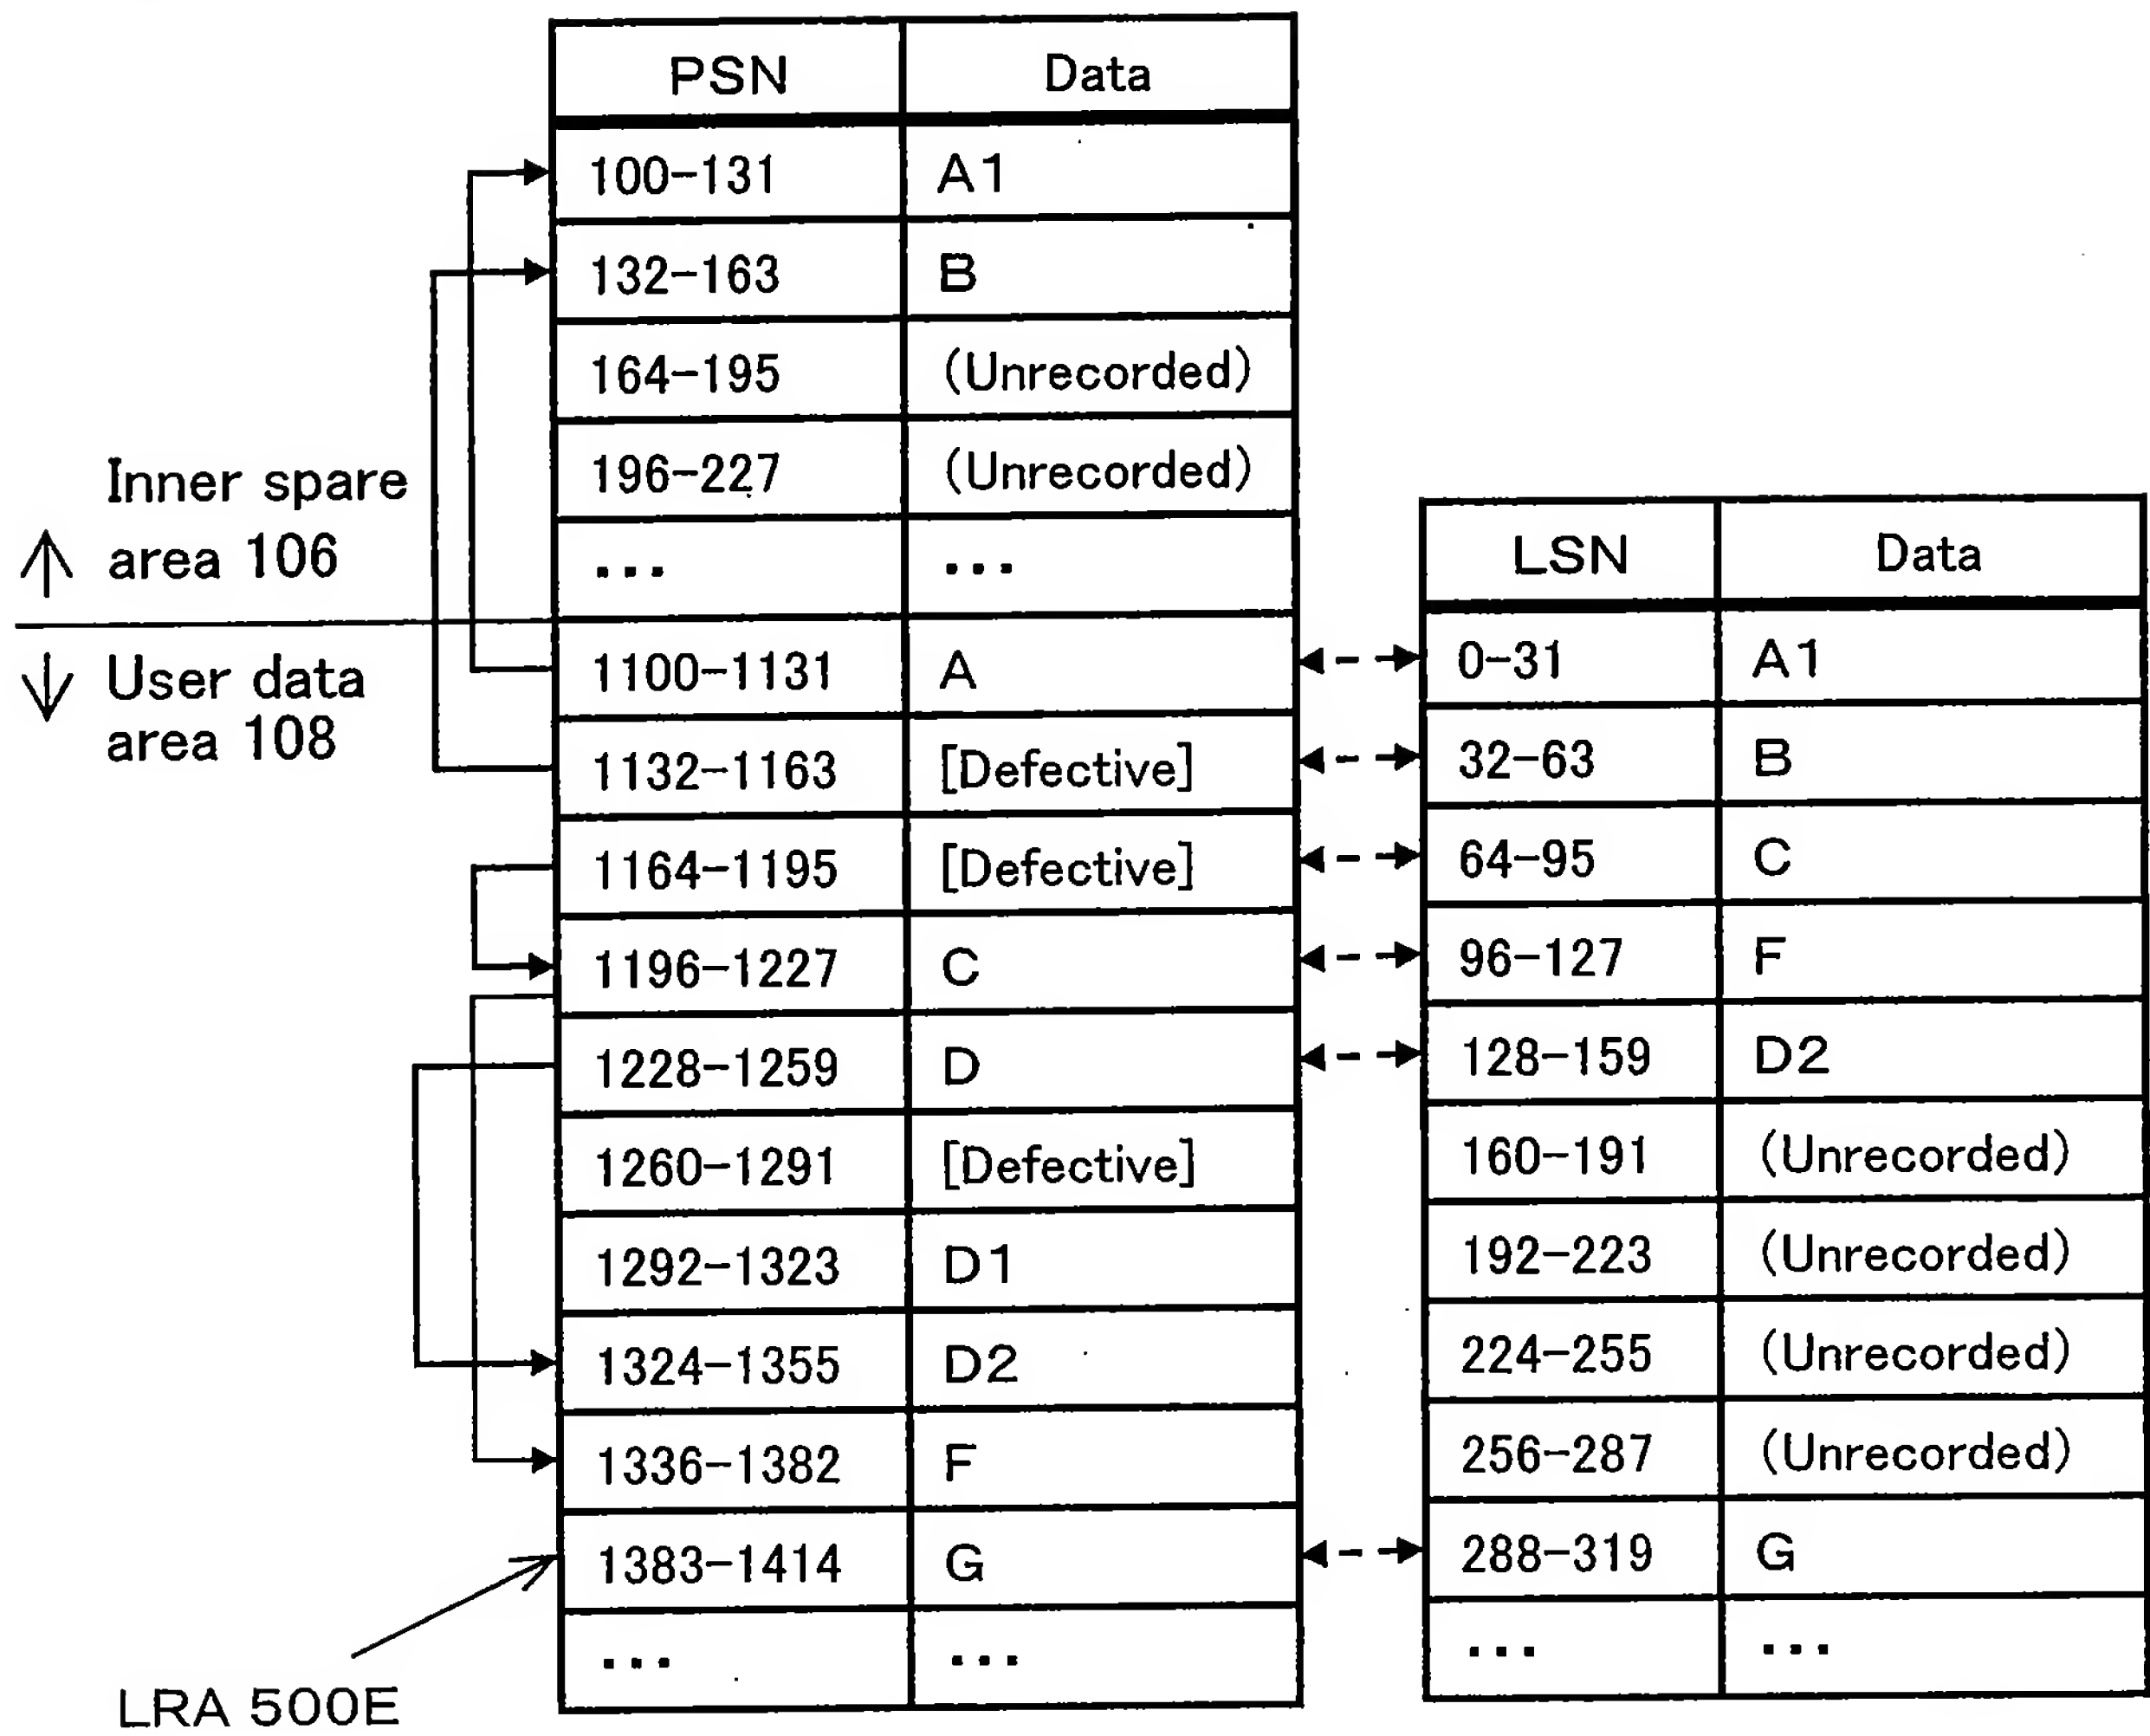 PSN Data
100-131 A1
132-163 B
164-195 (Unrecorded)
196-227 (Unrecorded)
... ...
1100-1131 A
1132-1163 [Defective]
1164-1195 [Defective]
1196-1227 C
1228-1259 D
1260-1291 [Defective]
1292-1323 D1
1324-1355 D2
1336-1382 F
1383-1414 G
... ...
Inner spare
area 106
User data
area 108
LRA 500E
LSN Data
0-31 A1
32-63 B
64-95 C
96-127 F
128-159 D2
160-191 (Unrecorded)
192-223 (Unrecorded)
224-255 (Unrecorded)
256-287 (Unrecorded)
288-319 G
... ...